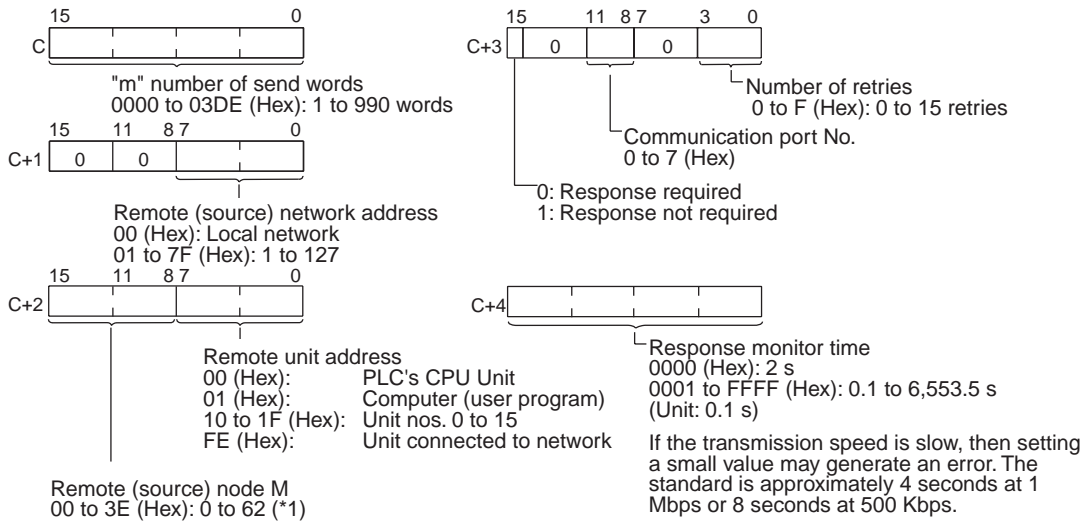 15 0
C
"m" number of send words
0000 to 03DE (Hex): 1 to 990 words
15 11 8 7 0
C+1 0 0
Remote (source) network address
00 (Hex): Local network
01 to 7F (Hex): 1 to 127
15 11 8 7 0
C+2
Remote unit address
00 (Hex): PLC's CPU Unit
01 (Hex): Computer (user program)
10 to 1F (Hex): Unit nos. 0 to 15
FE (Hex): Unit connected to network
Remote (source) node M
00 to 3E (Hex): 0 to 62 (*1)
15 11 8 7 3 0
C+3 0 0
Number of retries
0 to F (Hex): 0 to 15 retries
Communication port No.
0 to 7 (Hex)
0: Response required
1: Response not required
C+4
Response monitor time
0000 (Hex): 2 s
0001 to FFFF (Hex): 0.1 to 6,553.5 s
(Unit: 0.1 s)
If the transmission speed is slow, then setting
a small value may generate an error. The
standard is approximately 4 seconds at 1
Mbps or 8 seconds at 500 Kbps.